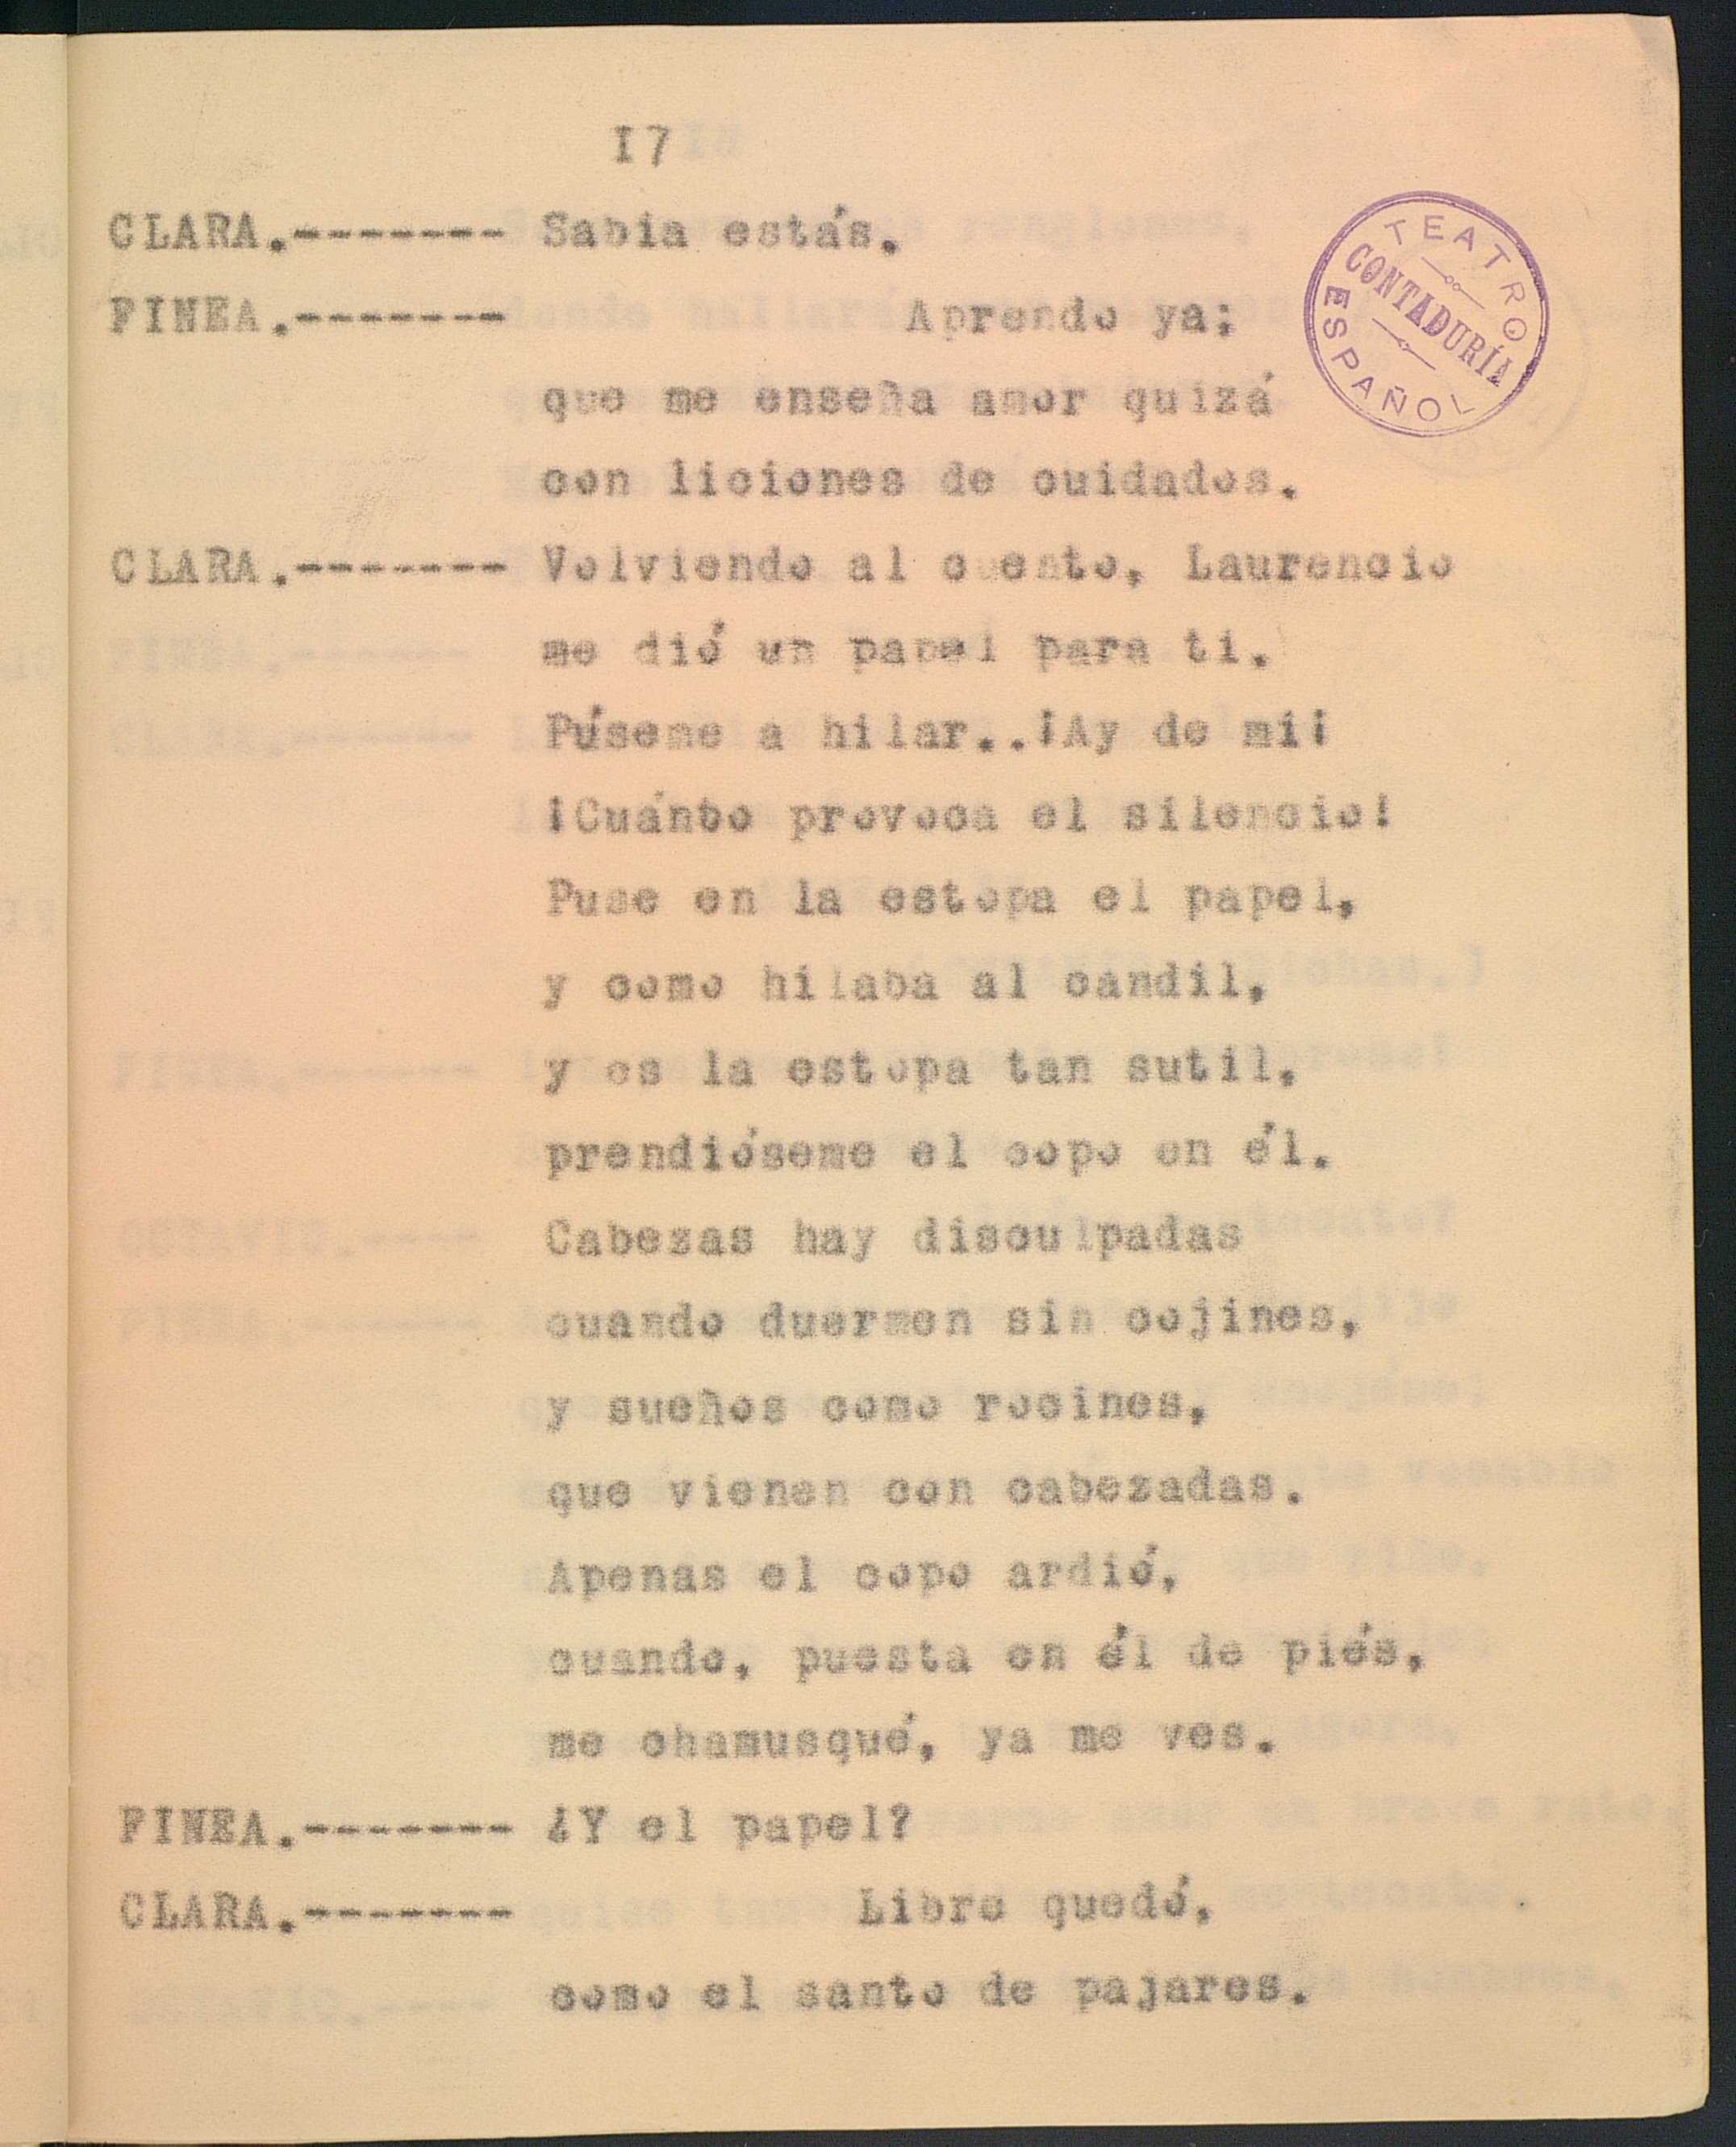 I7
CLARA.------- Sabia estás.
FINEA.------- Aprendo ya;
que me enseña amor quizá
con liciones de cuidados.
CLARA.------- Volviendo al cuento, Laurencio
me dió un papel para ti.
Púseme a hilar..¡Ay de mi!
¡Cuánto provoca el silencio!
Puse en la estopa el papel,
y como hilaba al candil,
y es la estopa tan sutil,
prendióseme el copo en él.
Cabezas hay disculpadas
cuando duermen sin cojines,
y sueños como rocines,
que vienen con cabezadas.
Apenas el copo ardió,
cuando, puesta en él de piés,
me chamusqué, ya me ves.
FINEA.------- ¿Y el papel?
CLARA.------- Libre quedó,
como el santo de pajares.
TEATRO ESPAÑOL
CONTADURÍA